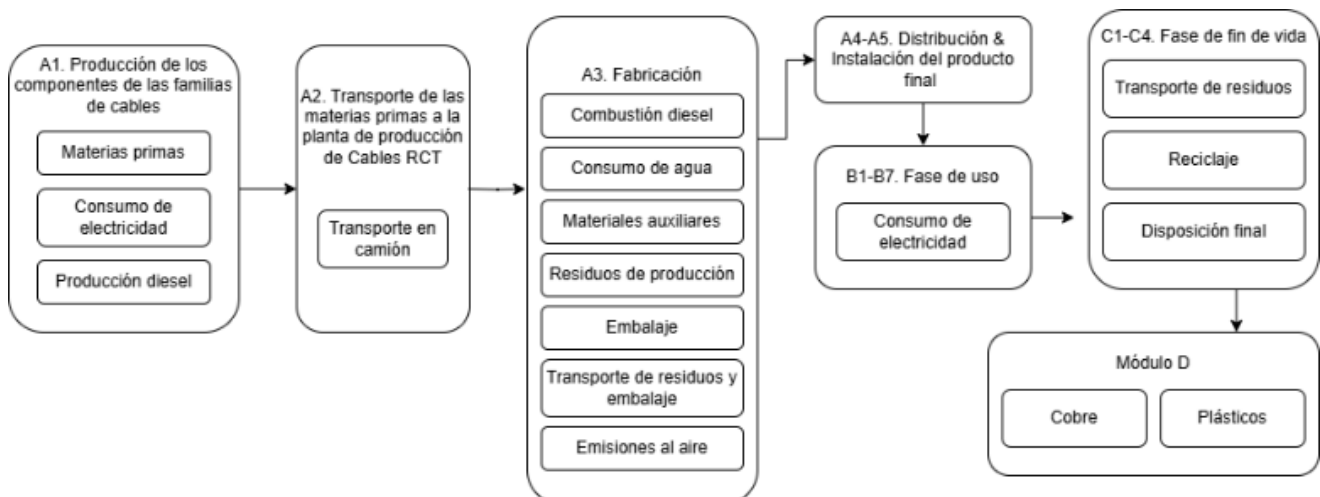 A1. Producción de los
componentes de las familias
de cables
Materias primas
Consumo de
electricidad
Producción diesel
A2. Transporte de las
materias primas a la
planta de producción
de Cables RCT
Transporte en
camión
A3. Fabricación
Combustión diesel
Consumo de agua
Materiales auxiliares
Residuos de producción
Embalaje
Transporte de residuos y
embalaje
Emisiones al aire
A4-A5. Distribución &
Instalación del producto
final
B1-B7. Fase de uso
Consumo de
electricidad
C1-C4. Fase de fin de vida
Transporte de residuos
Reciclaje
Disposición final
Módulo D
Cobre
Plásticos